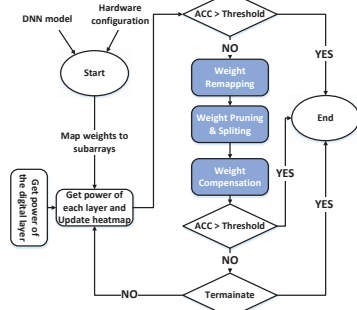 DNN model
Hardware
configuration
ACC > Threshold
NO
YES
Start
Weight
Remapping
Weight Pruning
& Spliting
End
Map weights to
subarrays
Get power of
the digital layer
Get power of
each layer and
Update heatmap
Weight
Compensation
YES
YES
ACC > Threshold
NO
NO
Termainate